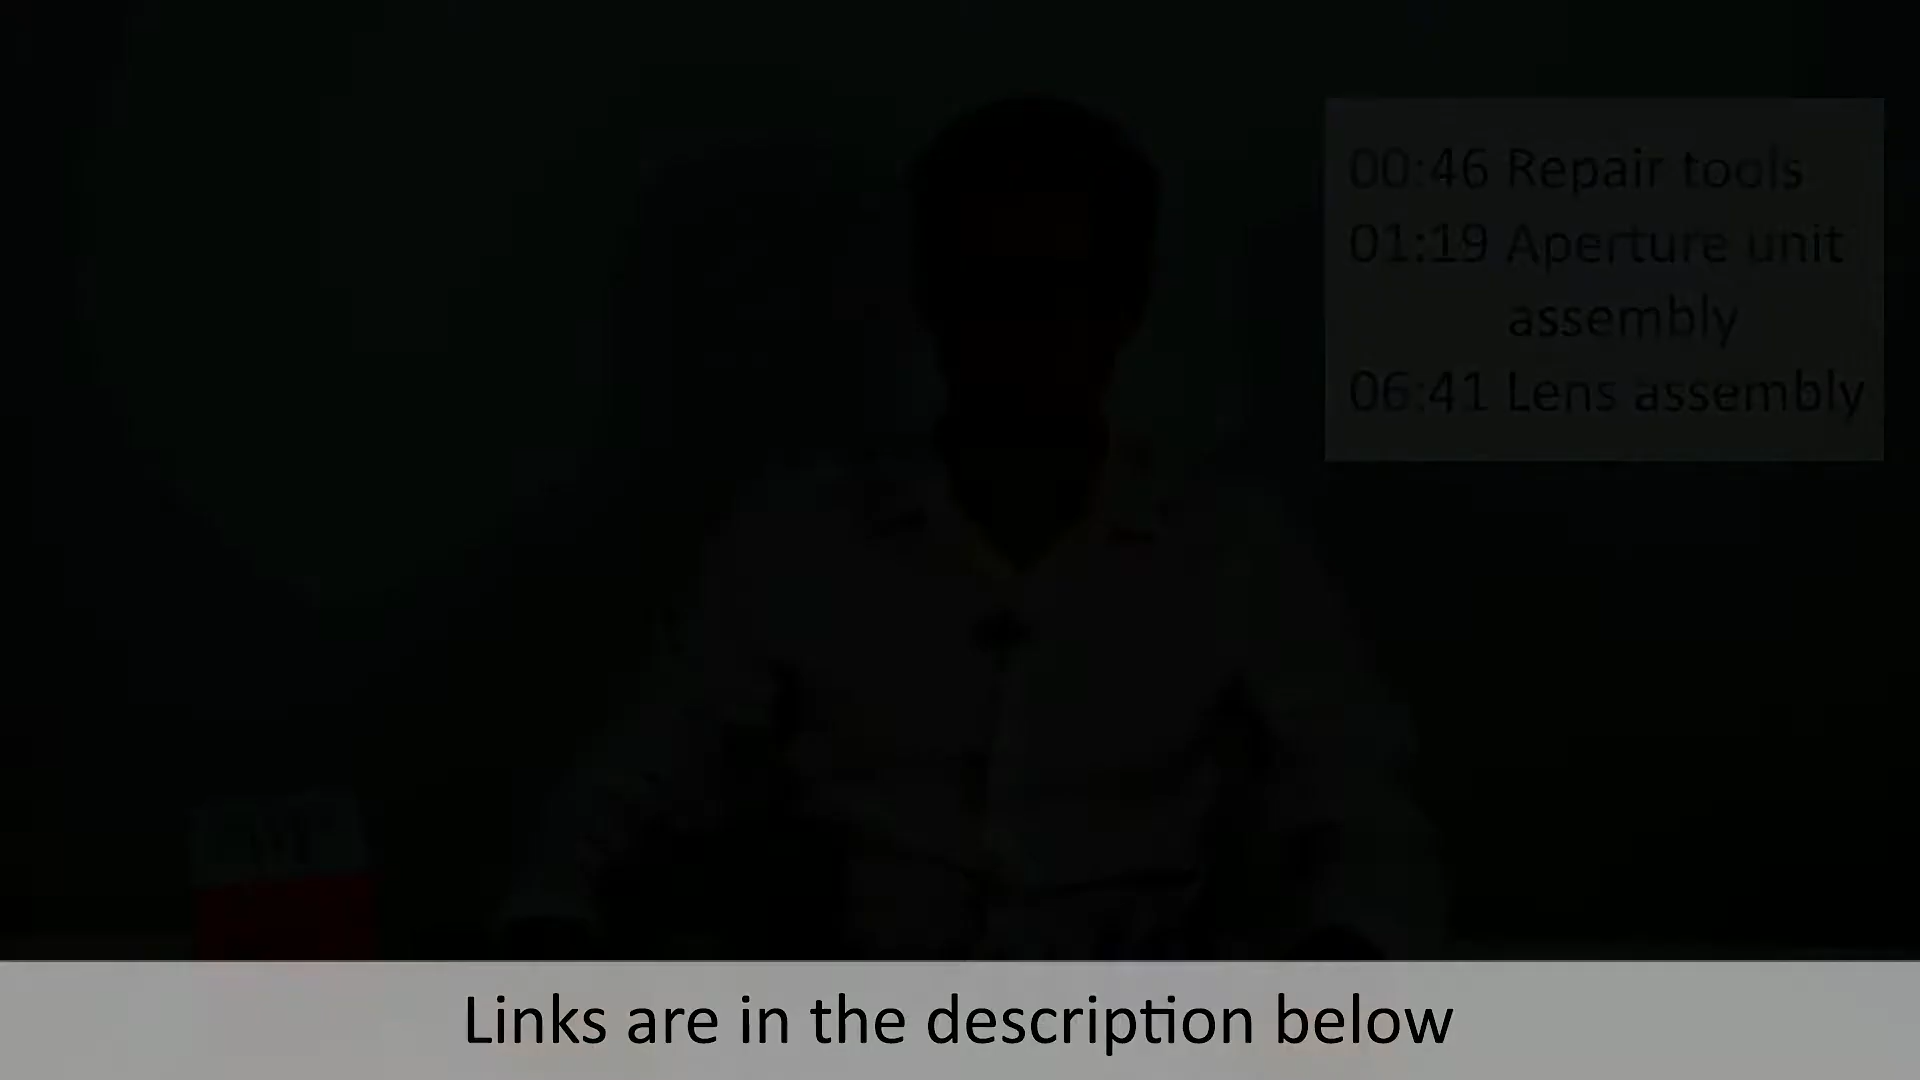 00:46 Repair tools
01:19 Aperture unit
assembly
06:41 Lens assembly
Links are in the description below